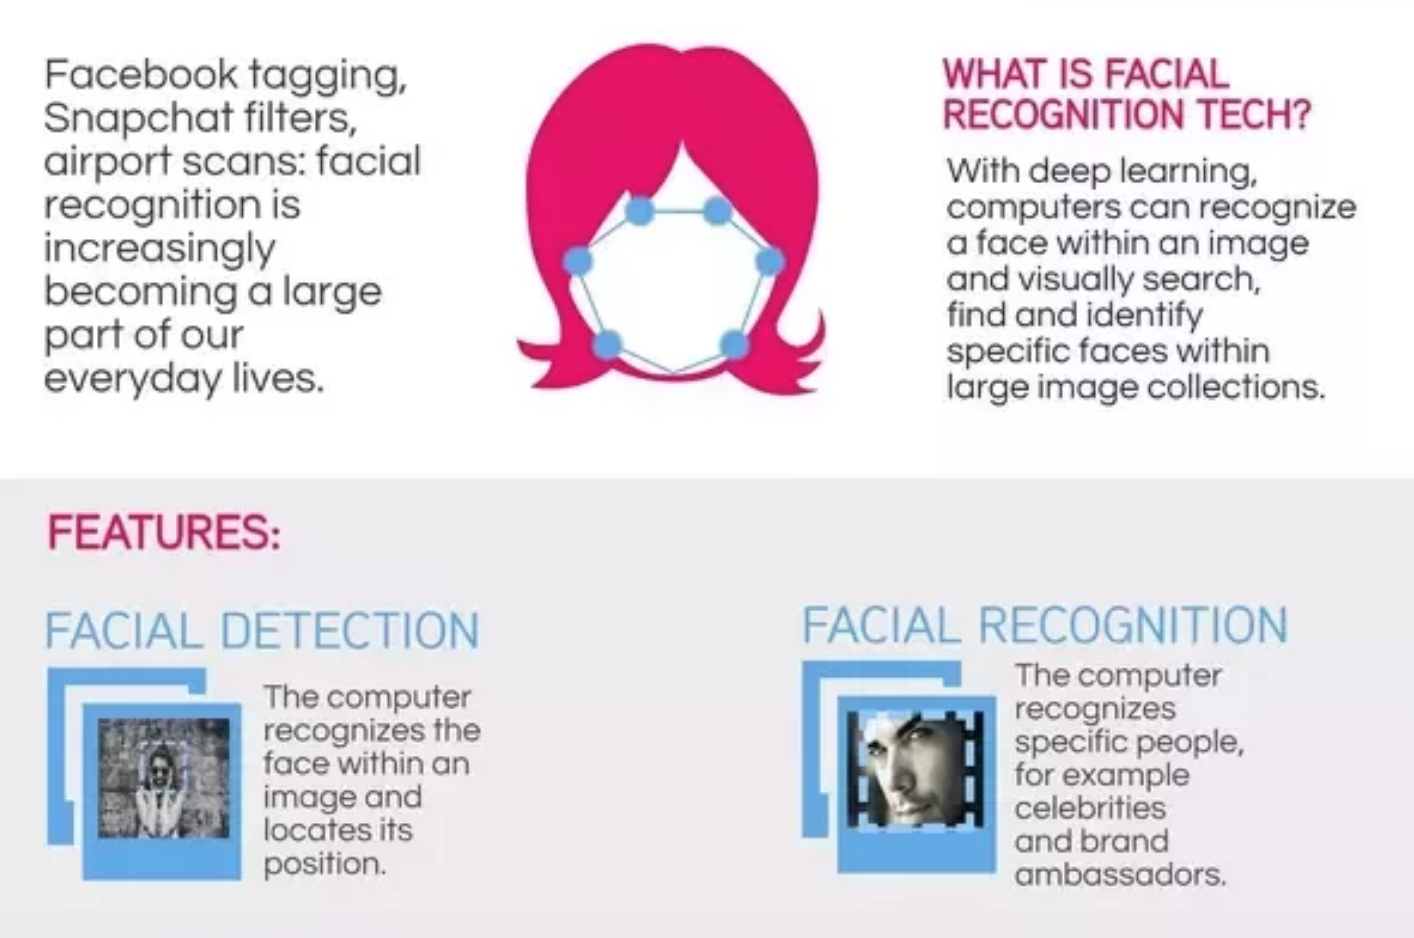 Facebook tagging,
Snapchat filters,
airport scans: facial
recognition is
increasingly
becoming a large
part of our
everyday lives.
WHAT IS FACIAL
RECOGNITION TECH?
With deep learning,
computers can recognize
a face within an image
and visually search,
find and identify
specific faces within
large image collections.
FEATURES:
FACIAL DETECTION
The computer
recognizes the
face within an
image and
locates its
position.
FACIAL RECOGNITION
The computer
recognizes
specific people,
for example
celebrities
and brand
ambassadors.